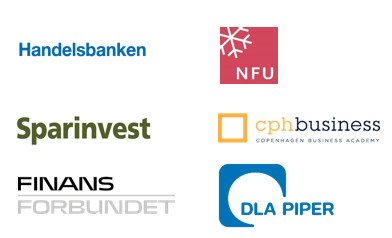 Handelsbanken
NFU
Sparinvest
cphbusiness
COPENHAGEN BUSINESS ACADEMY
FINANS
FORBUNDET
DLA PIPER